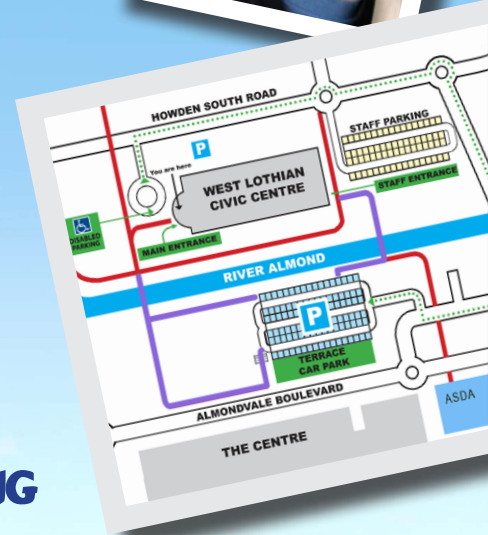 HOWDEN SOUTH ROAD
P
You are here
STAFF PARKING
WEST LOTHIAN
CIVIC CENTRE
STAFF ENTRANCE
DISABLED
PARKING
MAIN ENTRANCE
RIVER ALMOND
P
TERRACE
CAR PARK
ALMONDVALE BOULEVARD
ASDA
THE CENTRE